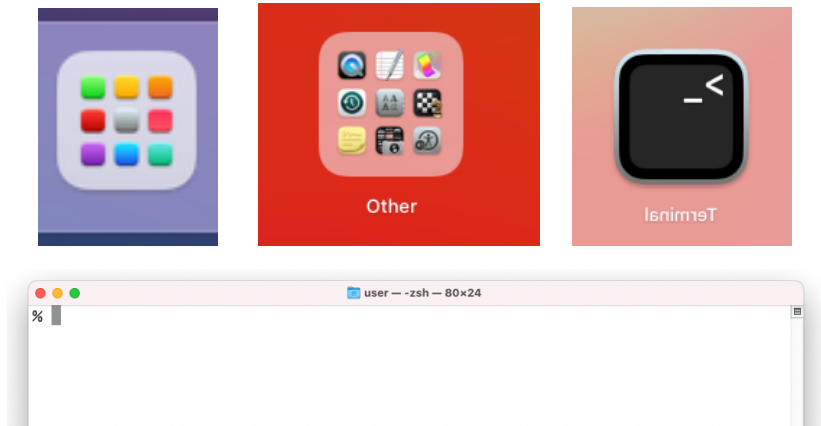 Other
>_
Terminal
user — -zsh — 80×24
%